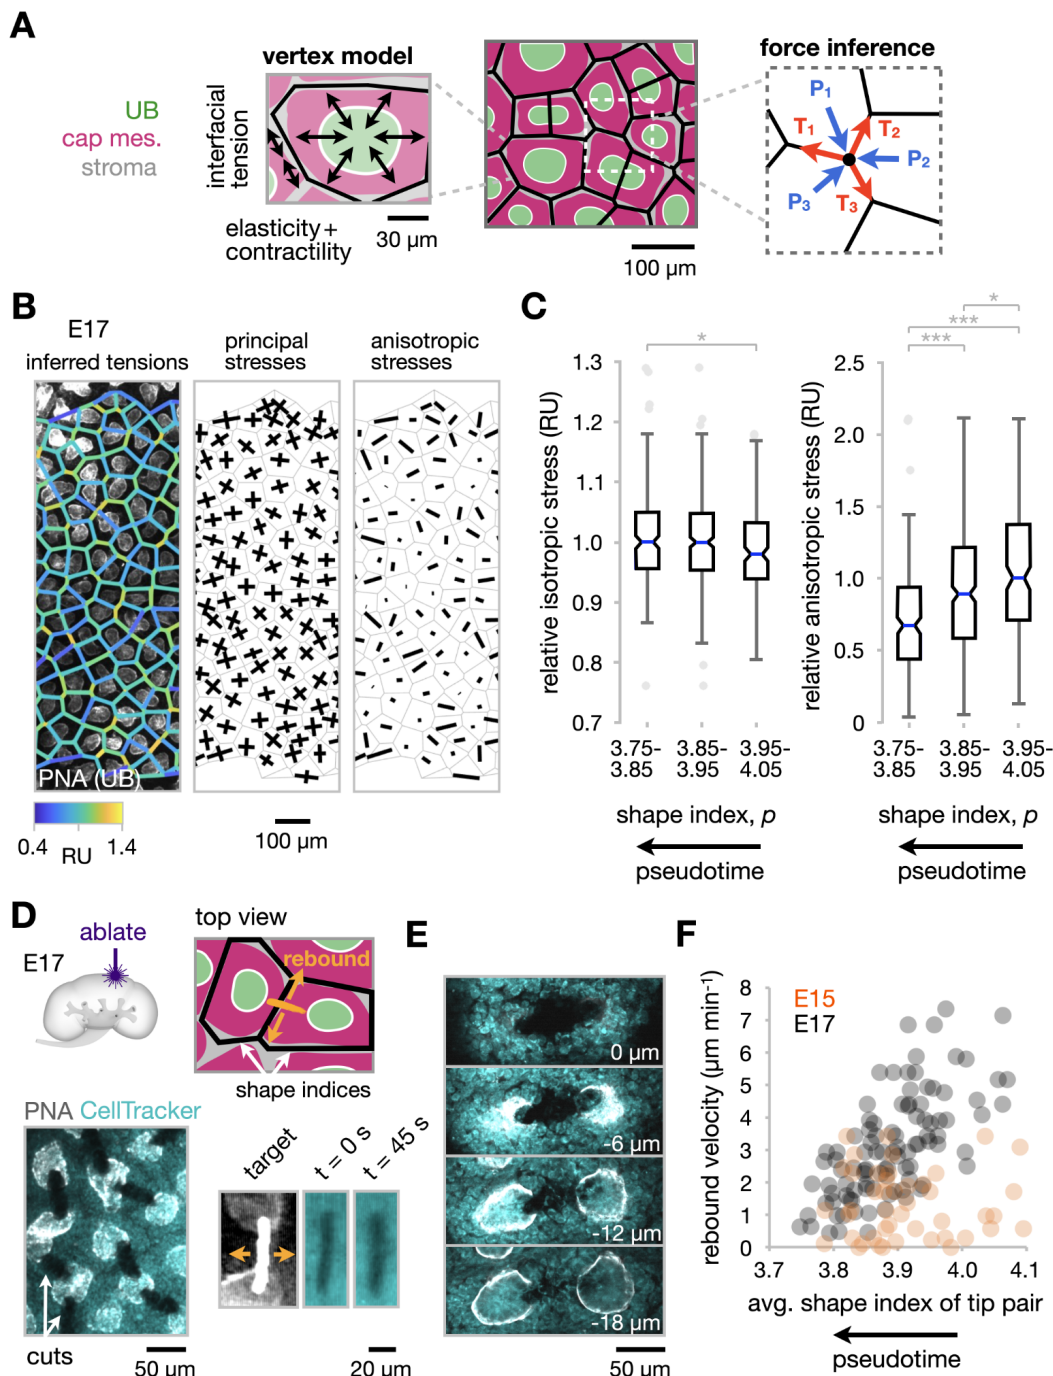 A
vertex model
force inference
UB
cap mes.
stroma
interfacial
tension
elasticity+
contractility
30 µm
100 µm
P1
T1
T2
P2
P3
T3
B
E17
inferred tensions
principal
stresses
anisotropic
stresses
PNA (UB)
0.4
RU
1.4
100 µm
C
*
1.3
1.2
1.1
1.0
0.9
0.8
0.7
relative isotropic stress (RU)
3.75-
3.85
3.85-
3.95
3.95-
4.05
shape index, p
pseudotime
*
***
***
2.5
2.0
1.5
1.0
0.5
0
relative anisotropic stress (RU)
3.75-
3.85
3.85-
3.95
3.95-
4.05
shape index, p
pseudotime
D
ablate
E17
top view
rebound
shape indices
PNA CellTracker
cuts
50 µm
target
t = 0 s
t = 45 s
20 µm
E
0 µm
-6 µm
-12 µm
-18 µm
50 µm
F
E15
E17
8
7
6
5
4
3
2
1
0
rebound velocity (µm min-1)
3.7
3.8
3.9
4.0
4.1
avg. shape index of tip pair
pseudotime